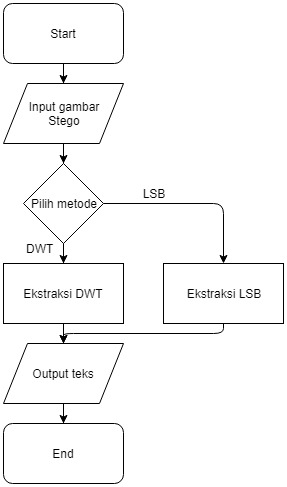 Start
Input gambar
Stego
Pilih metode
LSB
DWT
Ekstraksi DWT
Ekstraksi LSB
Output teks
End